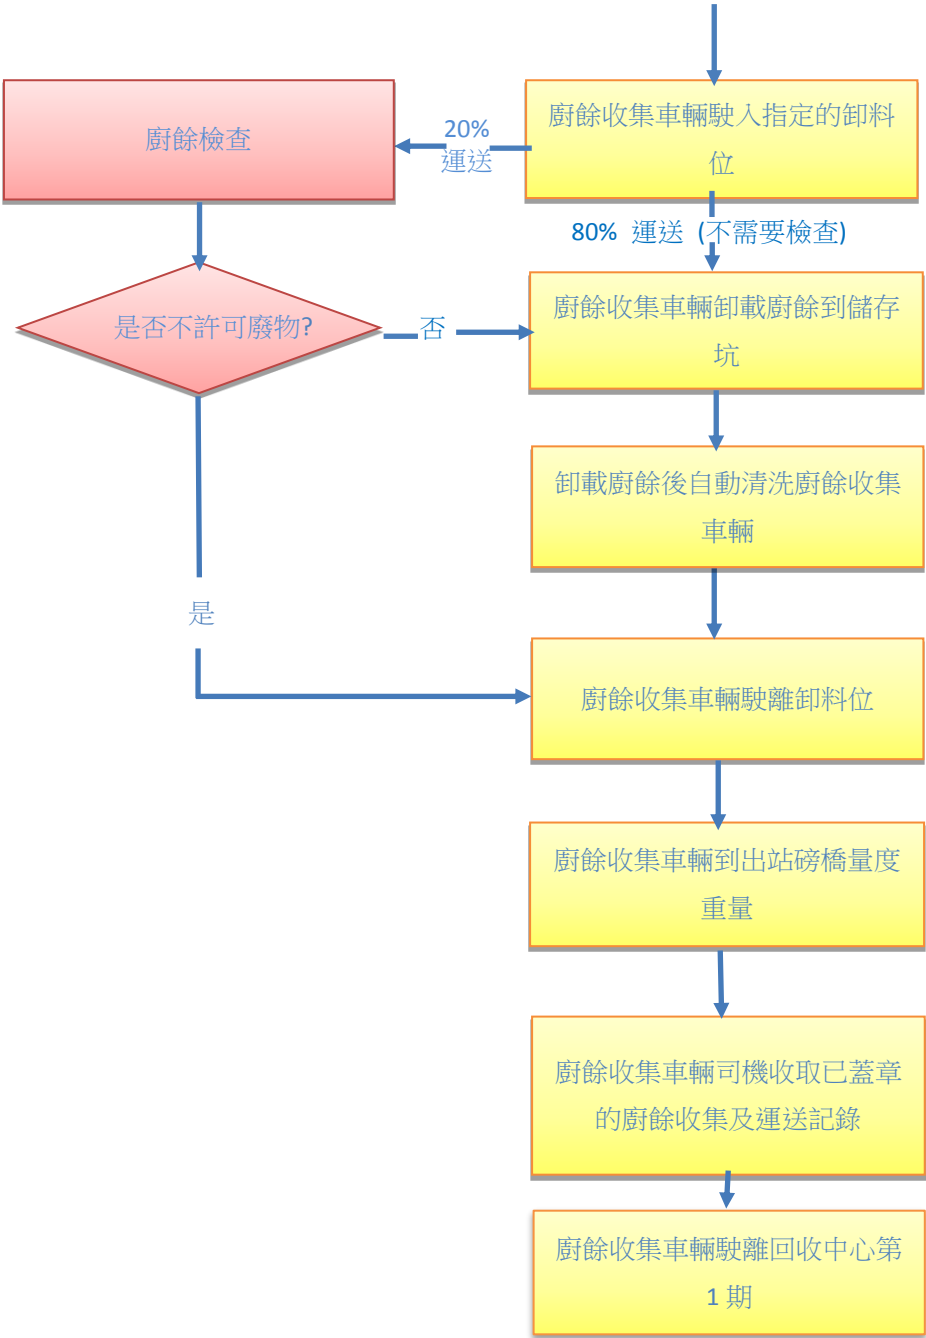 廚餘收集車輛駛入指定的卸料
位
20%
運送
廚餘檢查
80% 運送 (不需要檢查)
是否不許可廢物?
否
廚餘收集車輛卸載廚餘到儲存
坑
卸載廚餘後自動清洗廚餘收集
車輛
是
廚餘收集車輛駛離卸料位
廚餘收集車輛到出站磅橋量度
重量
廚餘收集車輛司機收取已蓋章
的廚餘收集及運送記錄
廚餘收集車輛駛離回收中心第
1 期